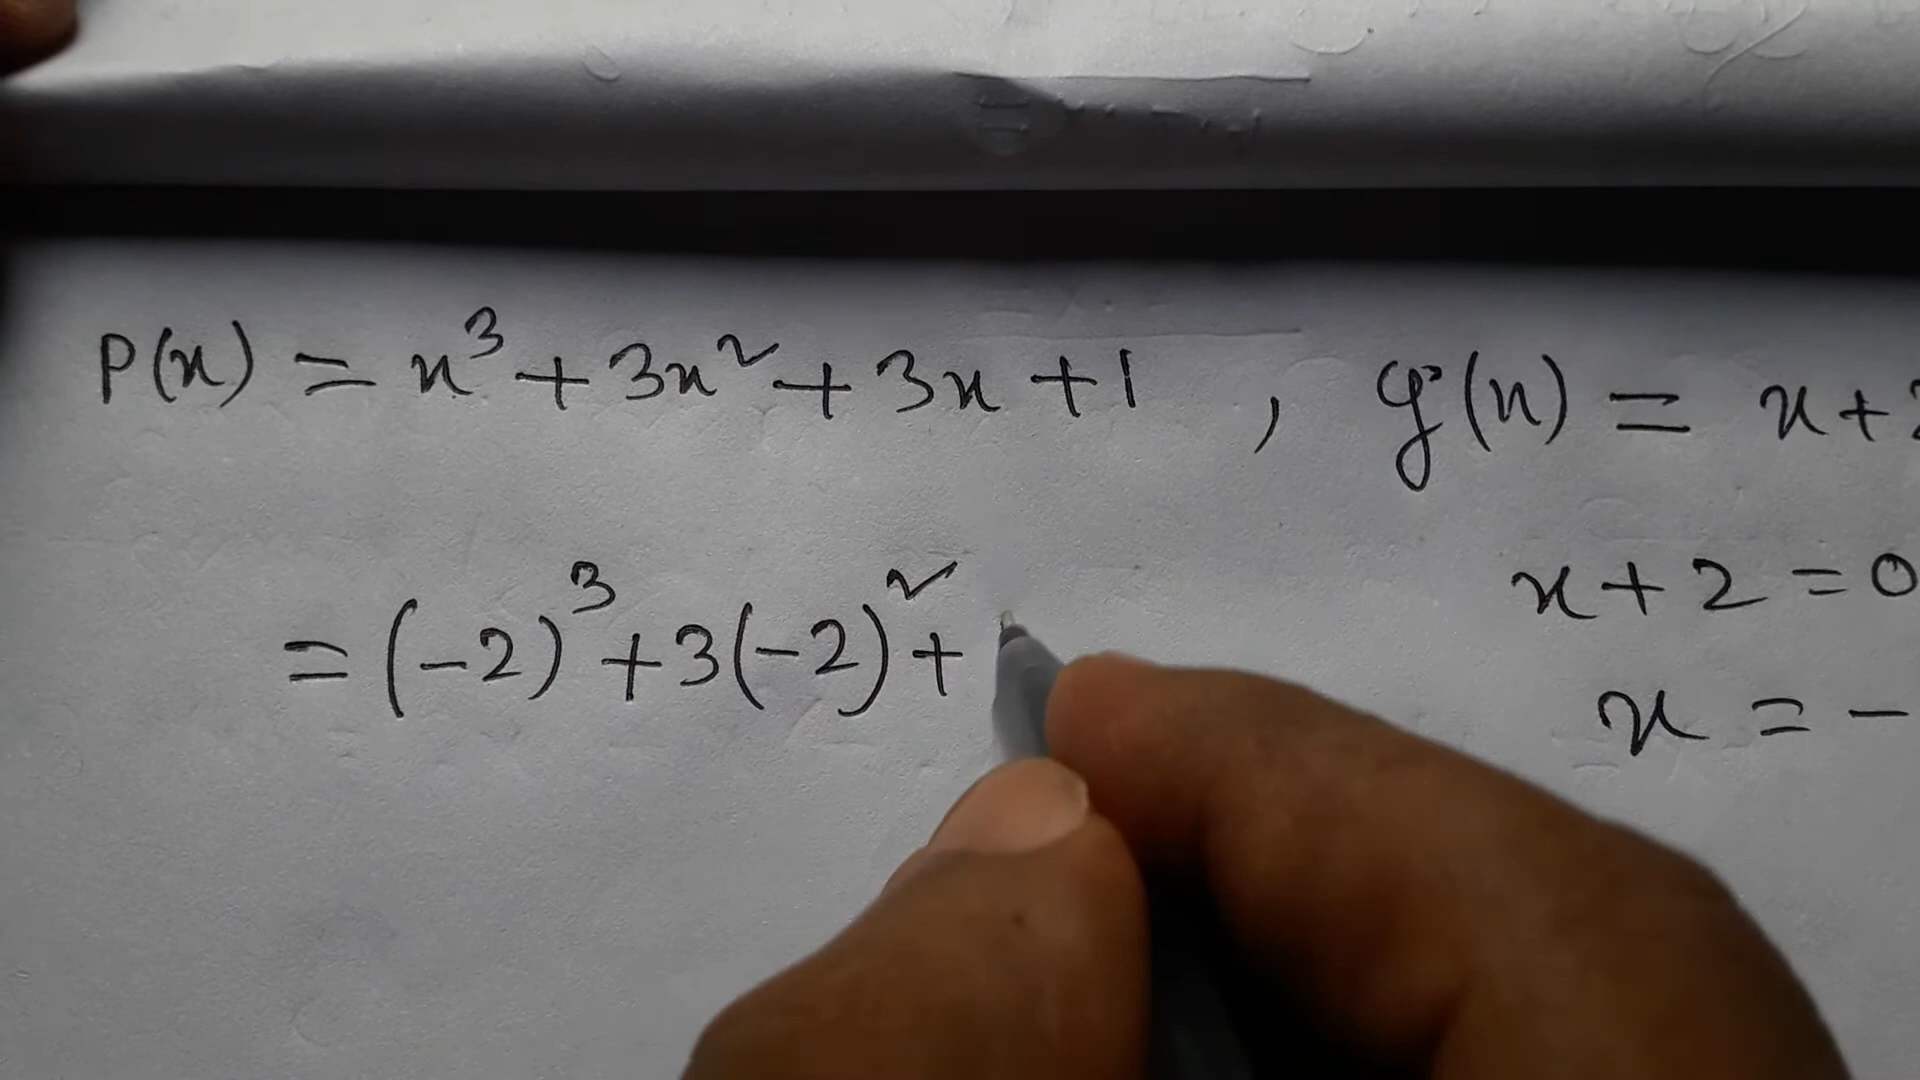 P(x) = x³ + 3x² + 3x + 1 , g(x) = x +
x + 2 = 0
= (-2)³ + 3(-2)² +
x = -